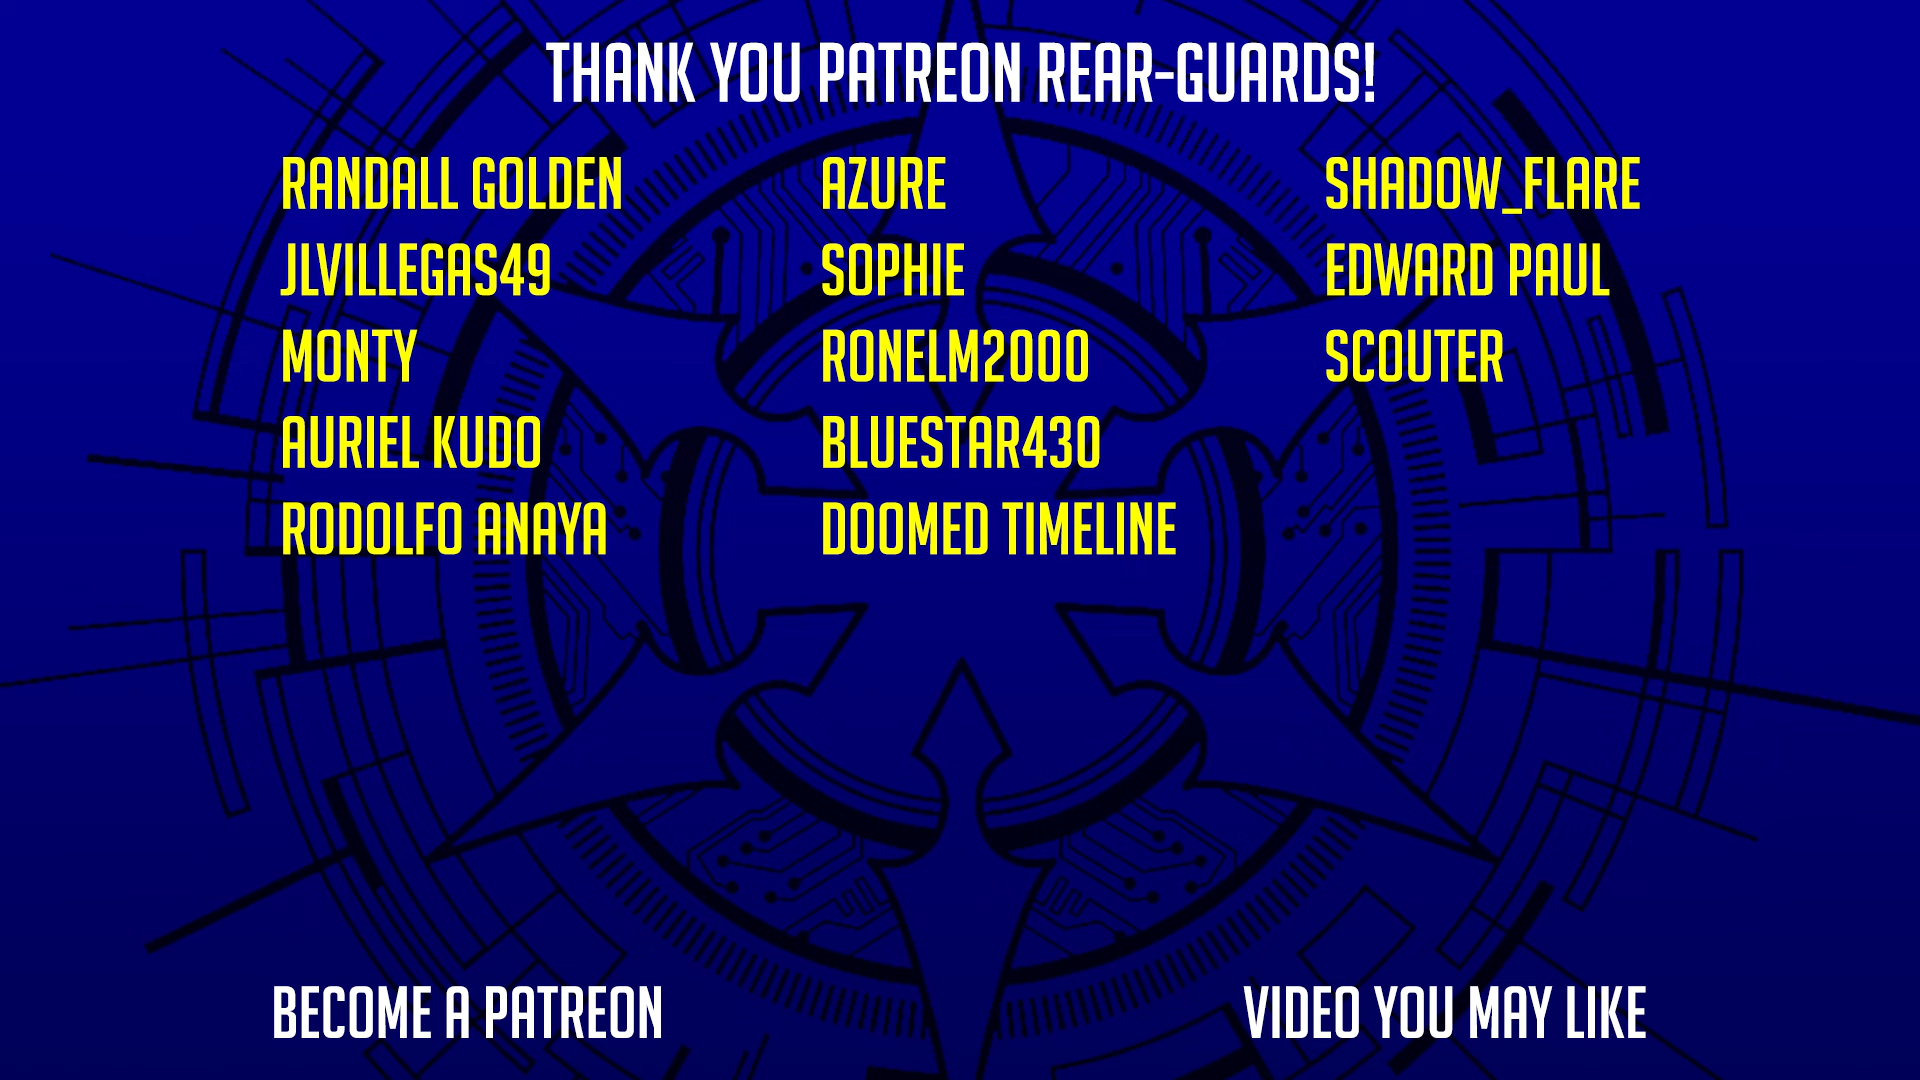 THANK YOU PATREON REAR-GUARDS!
RANDALL GOLDEN
JLVILLEGAS49
MONTY
AURIEL KUDO
RODOLFO ANAYA
AZURE
SOPHIE
RONELM2000
BLUESTAR430
DOOMED TIMELINE
SHADOW_FLARE
EDWARD PAUL
SCOUTER
BECOME A PATREON
VIDEO YOU MAY LIKE